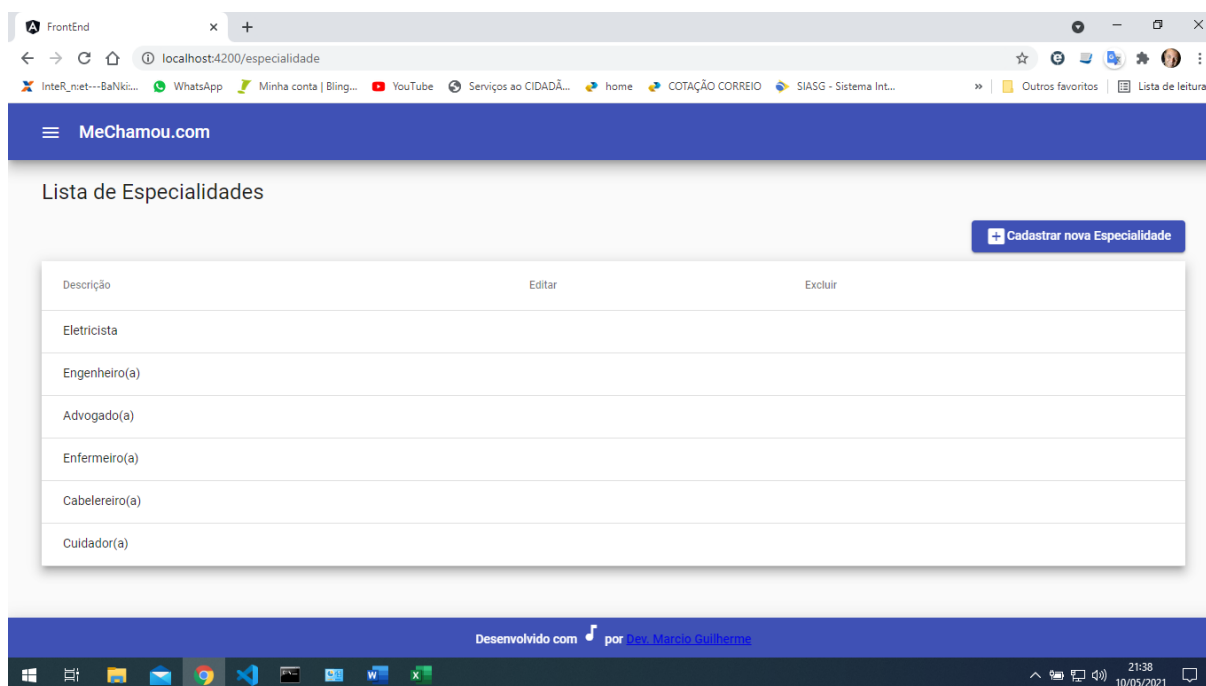 FrontEnd
localhost:4200/especialidade
InteR_n:et---BaNki:... WhatsApp Minha conta | Bling... YouTube Serviços ao CIDADÃ... home COTAÇÃO CORREIO SIASG - Sistema Int... » Outros favoritos Lista de leitura
MeChamou.com
Lista de Especialidades
Cadastrar nova Especialidade
Descrição Editar Excluir
Eletricista
Engenheiro(a)
Advogado(a)
Enfermeiro(a)
Cabelereiro(a)
Cuidador(a)
Desenvolvido com por Dev. Marcio Guilherme
21:38
10/05/2021